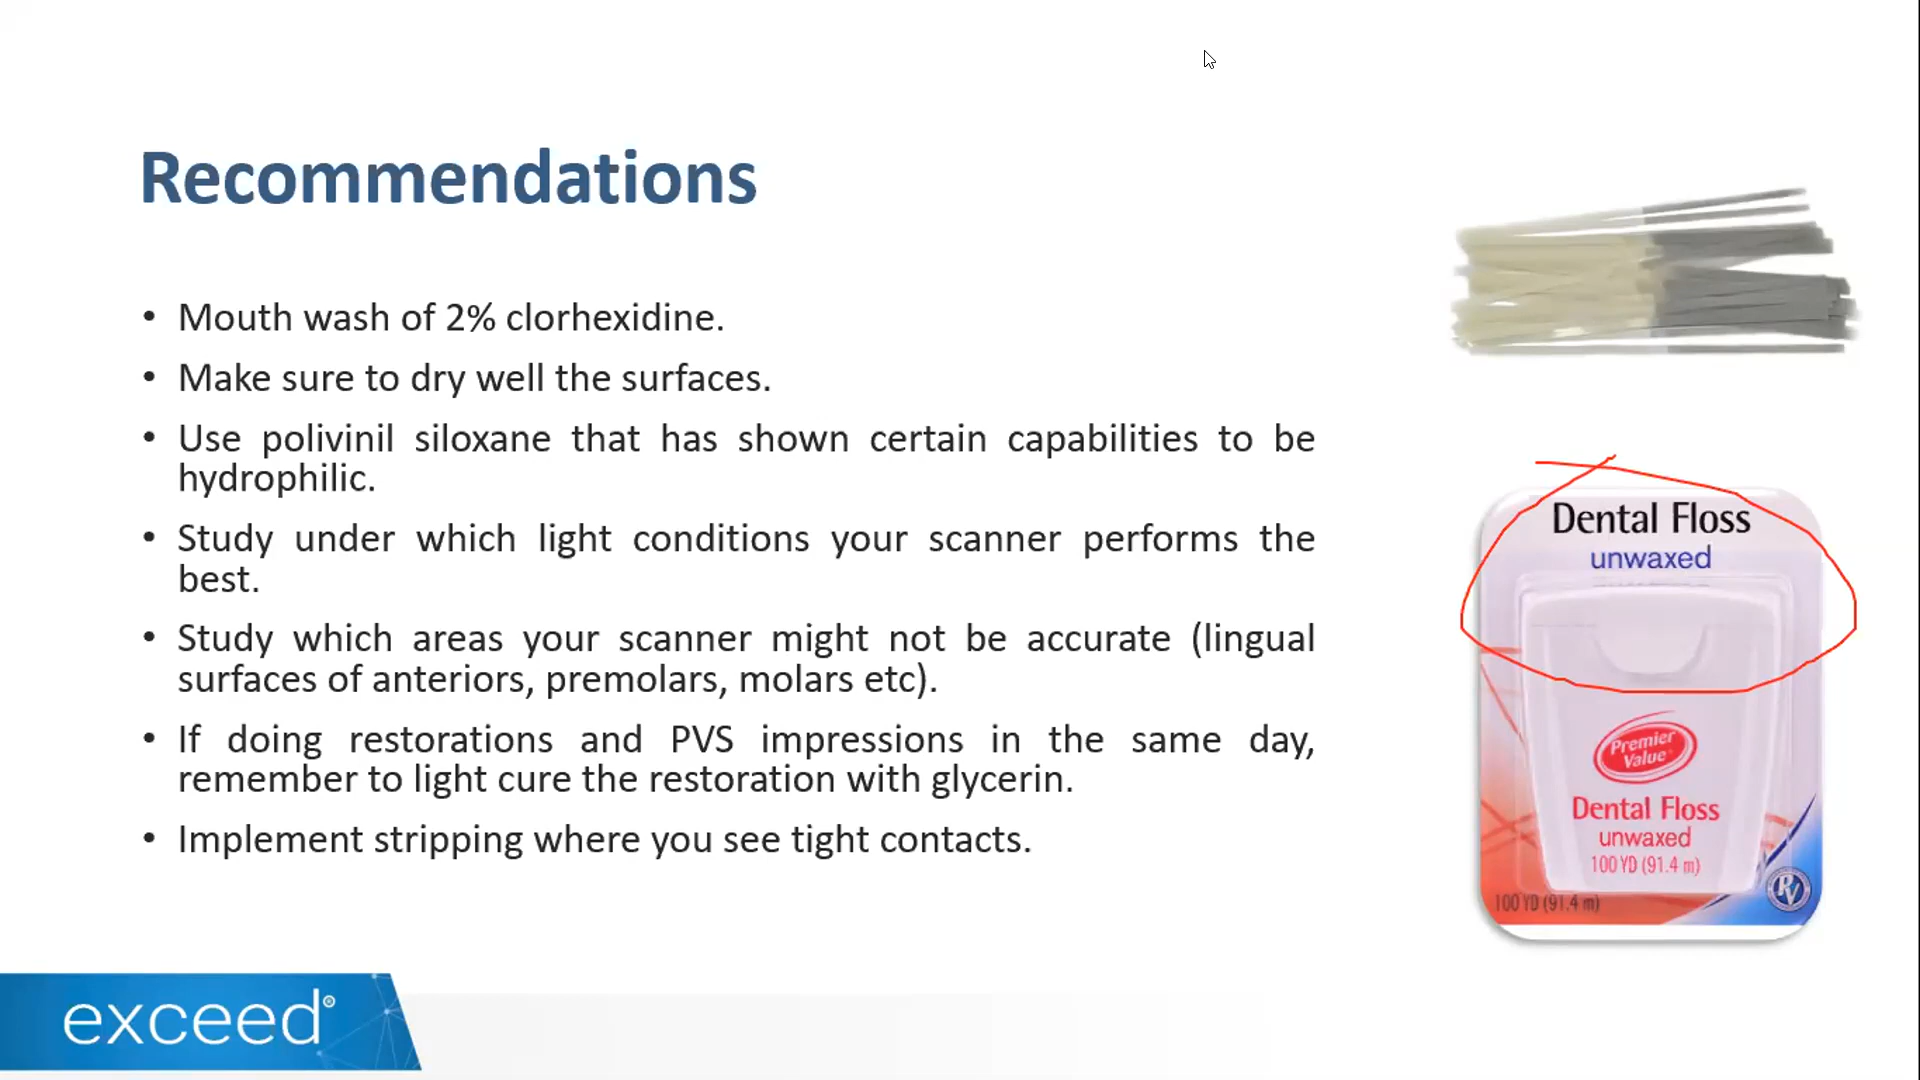 Recommendations
• Mouth wash of 2% clorhexidine.
• Make sure to dry well the surfaces.
• Use polivinil siloxane that has shown certain capabilities to be
hydrophilic.
• Study under which light conditions your scanner performs the
best.
• Study which areas your scanner might not be accurate (lingual
surfaces of anteriors, premolars, molars etc).
• If doing restorations and PVS impressions in the same day,
remember to light cure the restoration with glycerin.
• Implement stripping where you see tight contacts.
Dental Floss
unwaxed
Premier
Value
Dental Floss
unwaxed
100 YD (91.4 m)
PV
100 YD (91.4 m)
exceed®